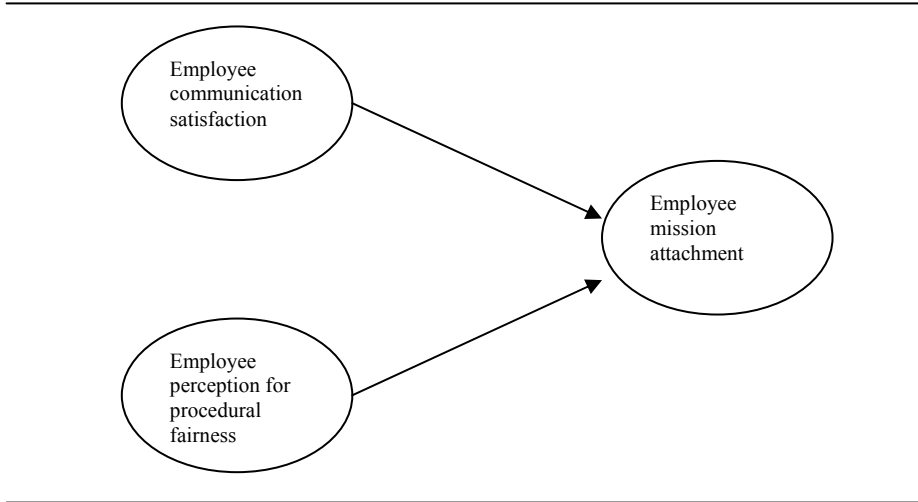 Employee
communication
satisfaction
Employee
mission
attachment
Employee
perception for
procedural
fairness